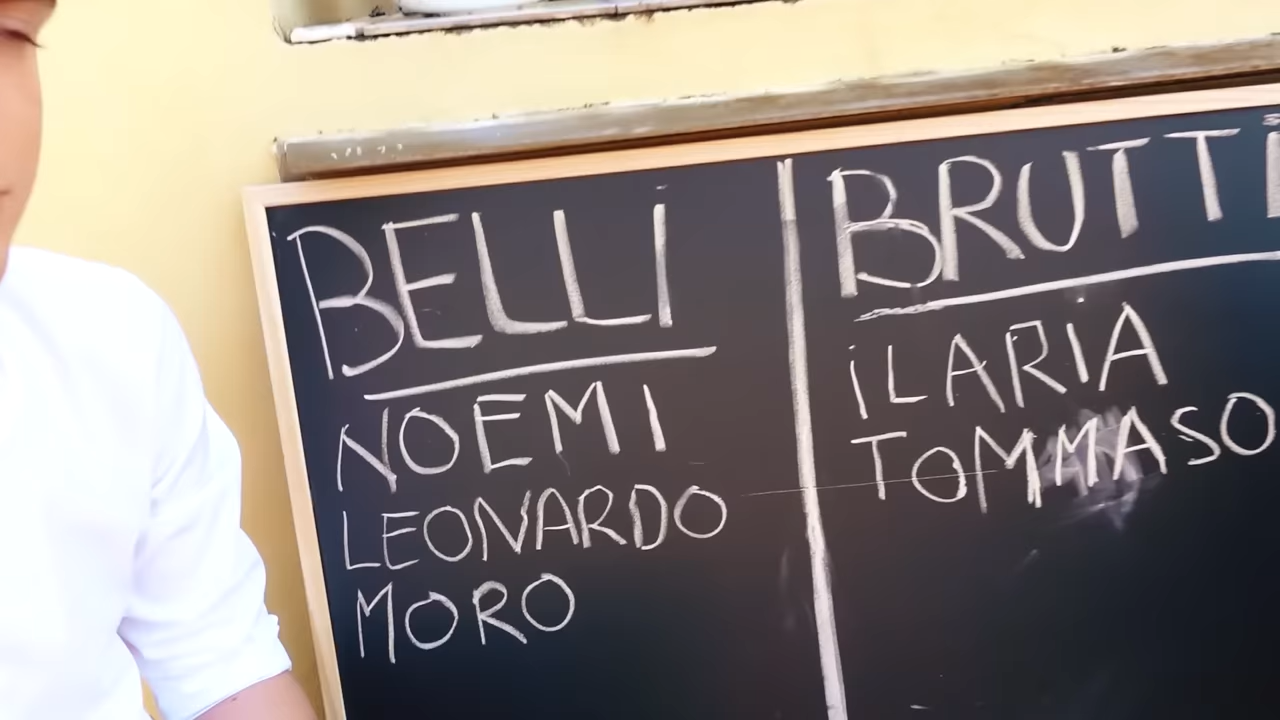 BELLI
NOEMI
LEONARDO
MORO
BRUTTI
ILARIA
TOMMASO